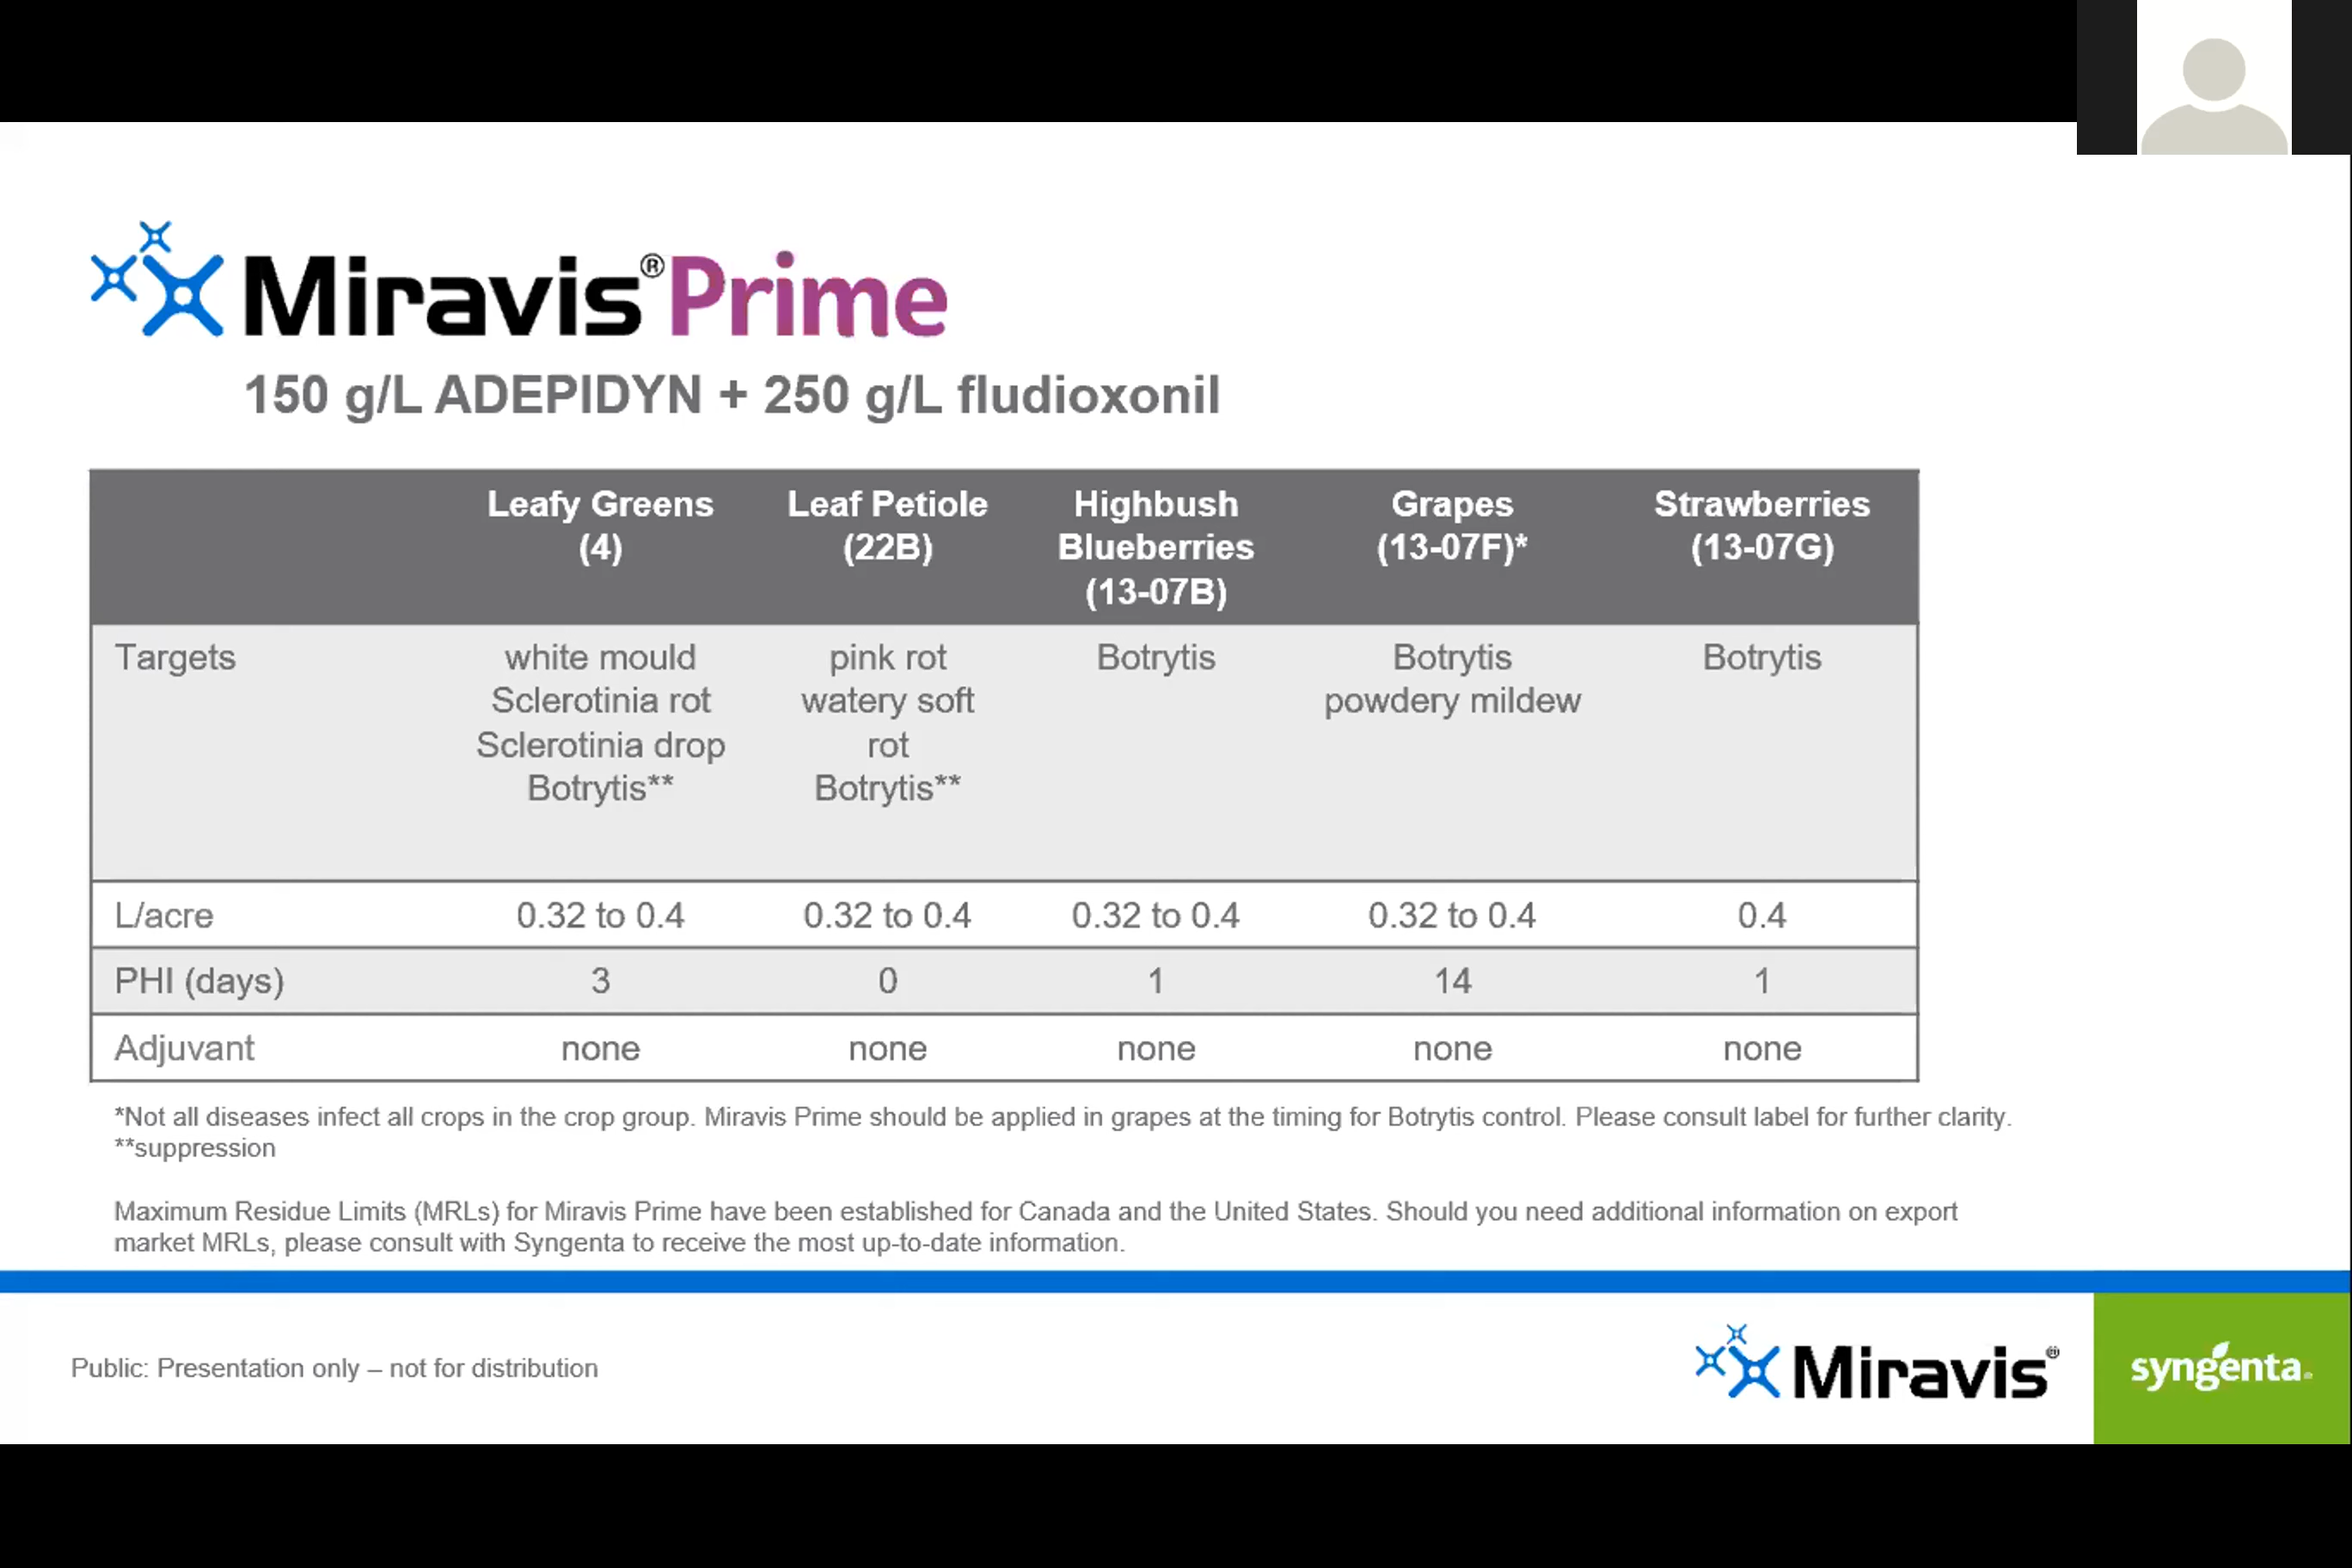 Miravis® Prime
150 g/L ADEPIDYN + 250 g/L fludioxonil
Leafy Greens (4) Leaf Petiole (22B) Highbush Blueberries (13-07B) Grapes (13-07F)* Strawberries (13-07G)
Targets
white mould
Sclerotinia rot
Sclerotinia drop
Botrytis**
pink rot
watery soft
rot
Botrytis**
Botrytis
Botrytis
powdery mildew
Botrytis
L/acre 0.32 to 0.4 0.32 to 0.4 0.32 to 0.4 0.32 to 0.4 0.4
PHI (days) 3 0 1 14 1
Adjuvant none none none none none
*Not all diseases infect all crops in the crop group. Miravis Prime should be applied in grapes at the timing for Botrytis control. Please consult label for further clarity.
**suppression
Maximum Residue Limits (MRLs) for Miravis Prime have been established for Canada and the United States. Should you need additional information on export
market MRLs, please consult with Syngenta to receive the most up-to-date information.
Public: Presentation only – not for distribution
Miravis®
syngenta